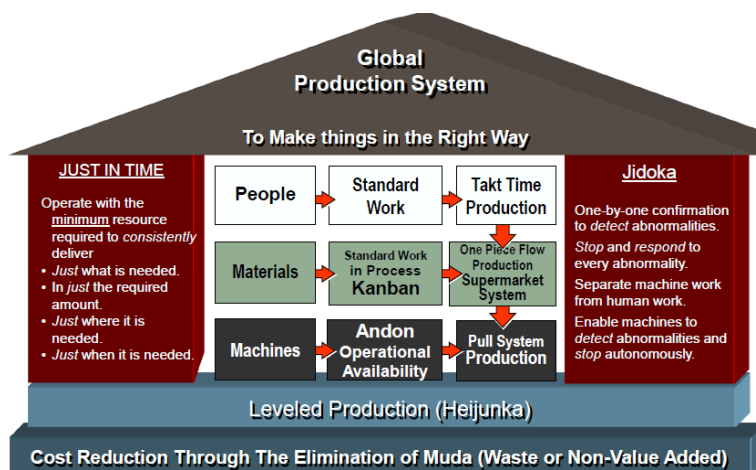 Global
Production System
To Make things in the Right Way
JUST IN TIME
Operate with the
minimum resource
required to consistently
deliver
• Just what is needed.
• In just the required
amount.
• Just where it is
needed.
• Just when it is needed.
People
Standard
Work
Takt Time
Production
Materials
Standard Work
in Process
Kanban
One Piece Flow
Production
Supermarket
System
Machines
Andon
Operational
Availability
Pull System
Production
Jidoka
One-by-one confirmation
to detect abnormalities.
Stop and respond to
every abnormality.
Separate machine work
from human work.
Enable machines to
detect abnormalities and
stop autonomously.
Leveled Production (Heijunka)
Cost Reduction Through The Elimination of Muda (Waste or Non-Value Added)